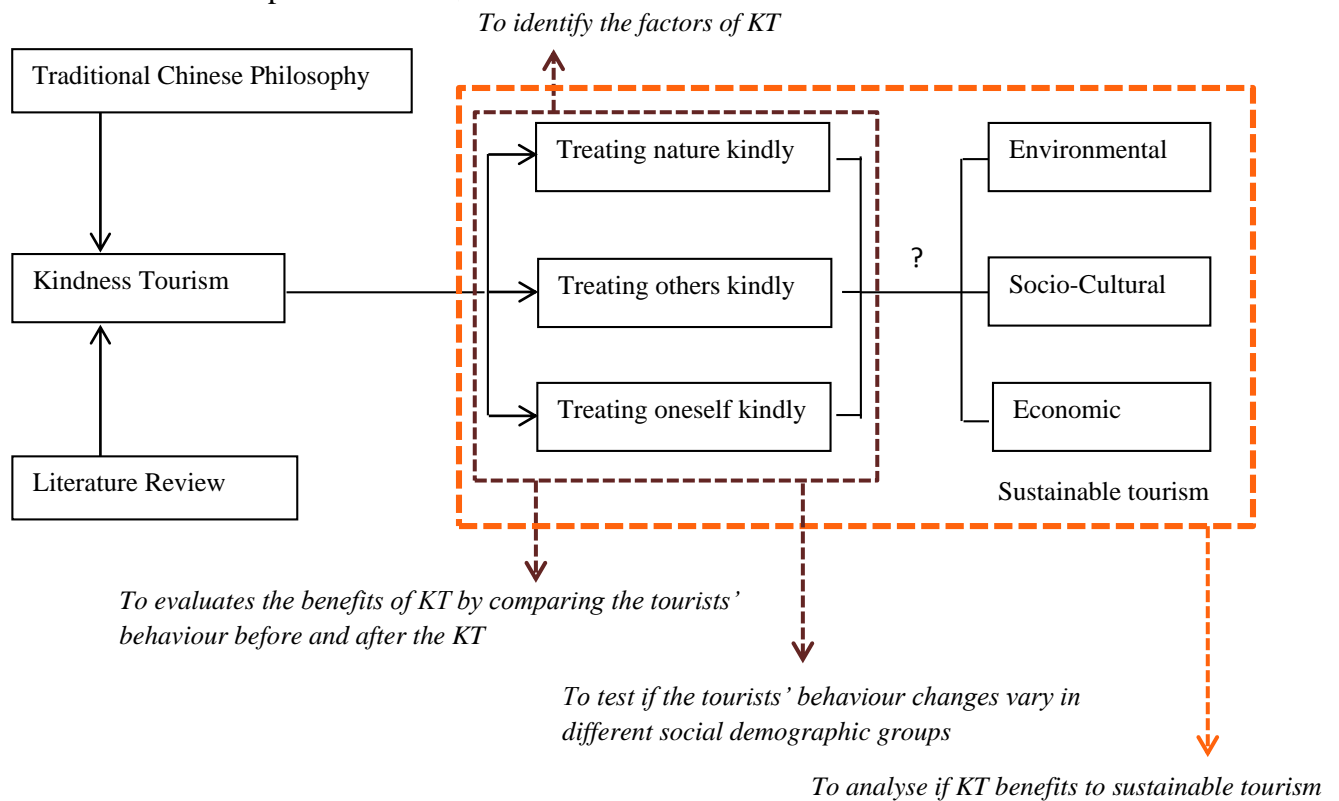 To identify the factors of KT
Traditional Chinese Philosophy
Treating nature kindly
Environmental
Kindness Tourism
Treating others kindly
?
Socio-Cultural
Treating oneself kindly
Economic
Literature Review
Sustainable tourism
To evaluates the benefits of KT by comparing the tourists’
behaviour before and after the KT
To test if the tourists’ behaviour changes vary in
different social demographic groups
To analyse if KT benefits to sustainable tourism